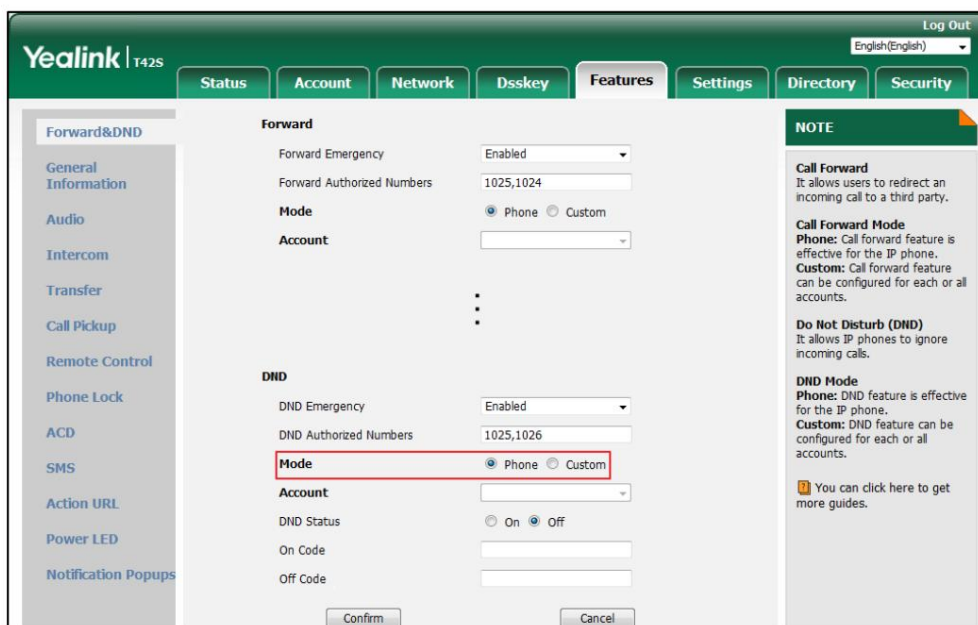 Log Out
Yealink T42S
English(English)
Status Account Network Dsskey Features Settings Directory Security
Forward&DND
General
Information
Audio
Intercom
Transfer
Call Pickup
Remote Control
Phone Lock
ACD
SMS
Action URL
Power LED
Notification Popups
Forward
Forward Emergency Enabled
Forward Authorized Numbers 1025,1024
Mode Phone Custom
Account
DND
DND Emergency Enabled
DND Authorized Numbers 1025,1026
Mode Phone Custom
Account
DND Status On Off
On Code
Off Code
Confirm Cancel
NOTE
Call Forward
It allows users to redirect an
incoming call to a third party.
Call Forward Mode
Phone: Call forward feature is
effective for the IP phone.
Custom: Call forward feature
can be configured for each or all
accounts.
Do Not Disturb (DND)
It allows IP phones to ignore
incoming calls.
DND Mode
Phone: DND feature is effective
for the IP phone.
Custom: DND feature can be
configured for each or all
accounts.
You can click here to get
more guides.